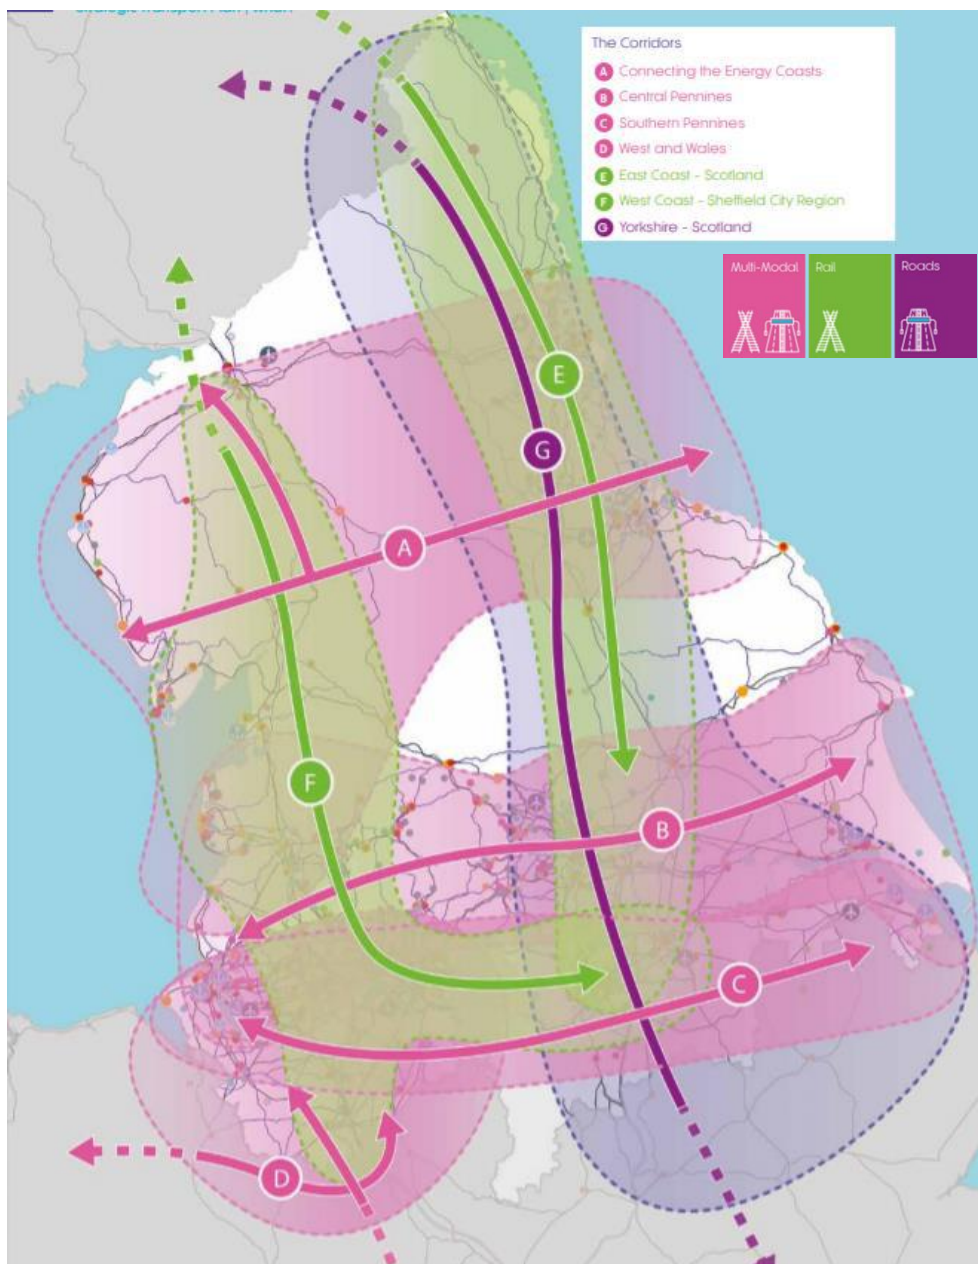 The Corridors
A Connecting the Energy Coasts
B Central Pennines
C Southern Pennines
D West and Wales
E East Coast - Scotland
F West Coast - Sheffield City Region
G Yorkshire - Scotland
Multi-Modal
Rail
Roads
E
G
A
F
B
C
D